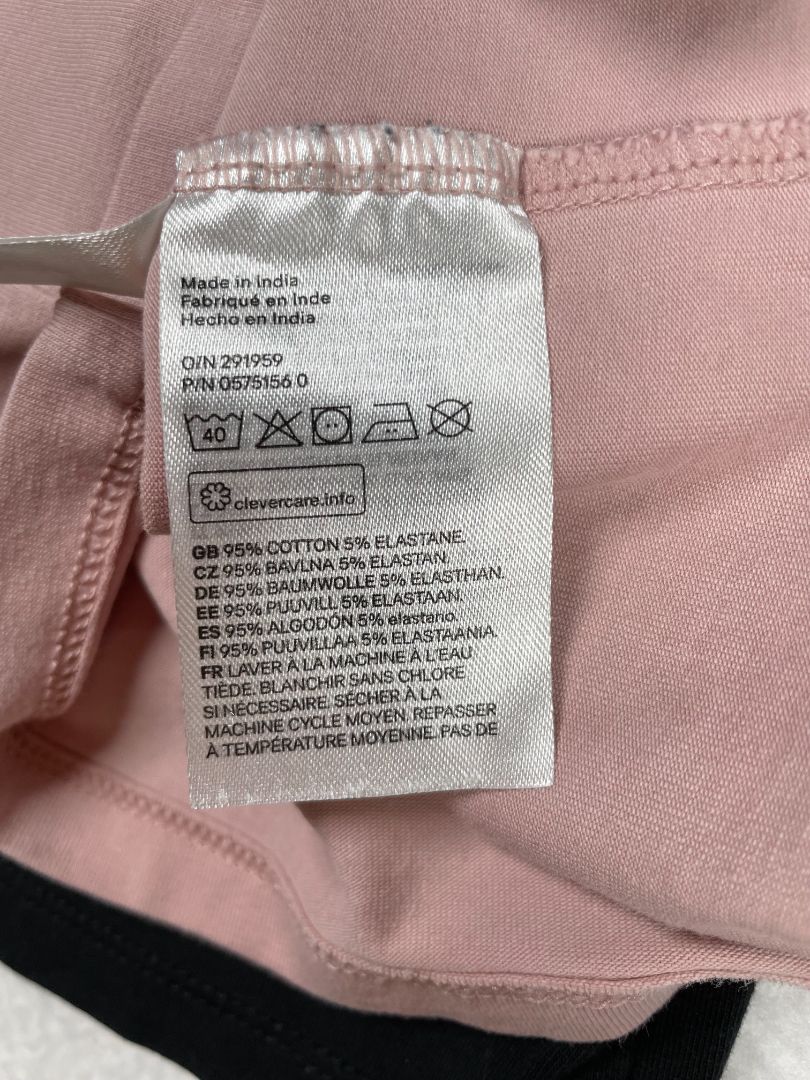 Made in India
Fabriqué en Inde
Hecho en India
O/N 291959
P/N 0575156 0
40
clevercare.info
GB 95% COTTON 5% ELASTANE.
CZ 95% BAVLNA 5% ELASTAN.
DE 95% BAUMWOLLE 5% ELASTHAN.
EE 95% PUUVILL 5% ELASTAAN.
ES 95% ALGODÓN 5% elastano.
FI 95% PUUVILLAA 5% ELASTAANIA.
FR LAVER À LA MACHINE À L'EAU
TIÈDE. BLANCHIR SANS CHLORE
SI NÉCESSAIRE. SÉCHER À LA
MACHINE CYCLE MOYEN. REPASSER
À TEMPÉRATURE MOYENNE. PAS DE